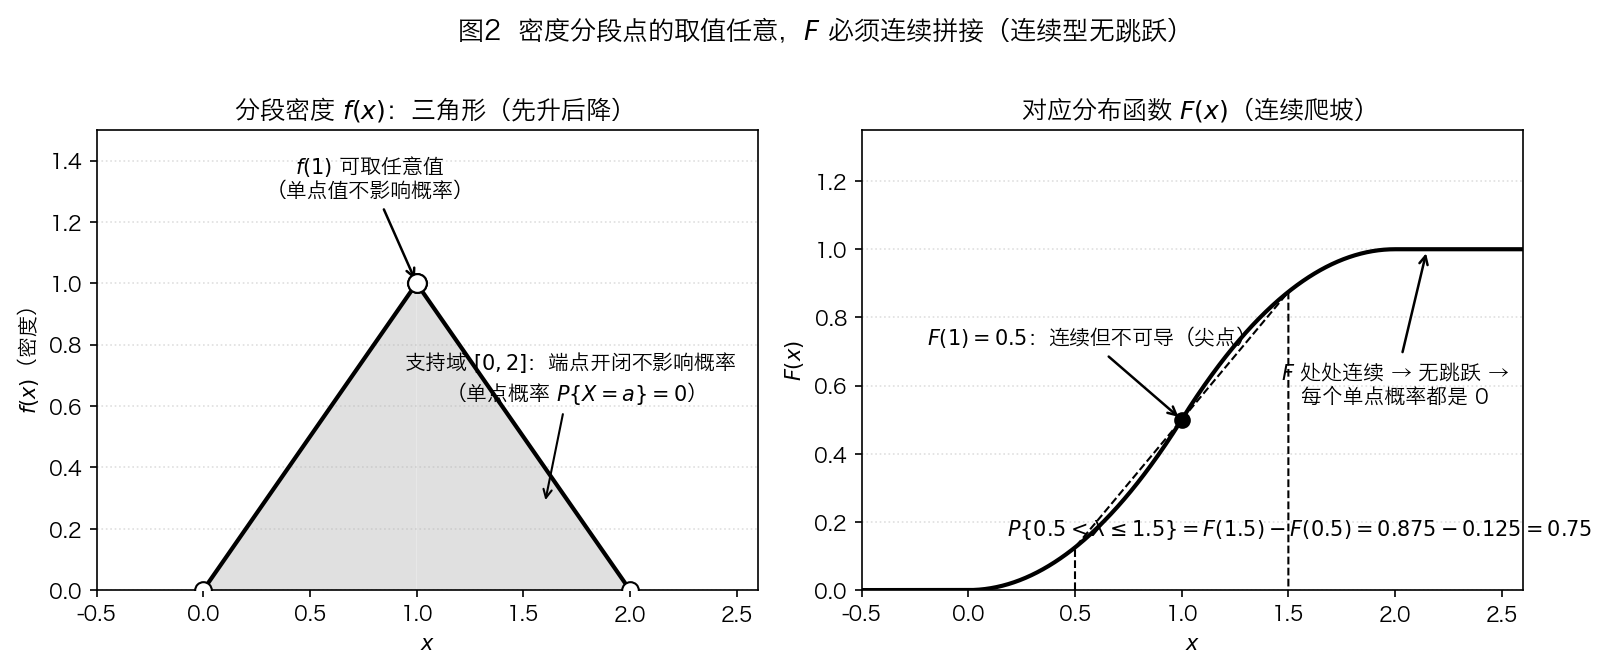 图2  密度分段点的取值任意，F 必须连续拼接（连续型无跳跃）
分段密度 f(x)：三角形（先升后降）
f(1) 可取任意值
（单点值不影响概率）
支持域 [0, 2]：端点开闭不影响概率
（单点概率 P{X = a} = 0）
f(x)（密度）
1.4
1.2
1.0
0.8
0.6
0.4
0.2
0.0
-0.5 0.0 0.5 1.0 1.5 2.0 2.5
x
对应分布函数 F(x)（连续爬坡）
F(1) = 0.5：连续但不可导（尖点）
F 处处连续 → 无跳跃 →
每个单点概率都是 0
P{0.5 < X ≤ 1.5} = F(1.5) − F(0.5) = 0.875 − 0.125 = 0.75
F(x)
1.2
1.0
0.8
0.6
0.4
0.2
0.0
-0.5 0.0 0.5 1.0 1.5 2.0 2.5
x